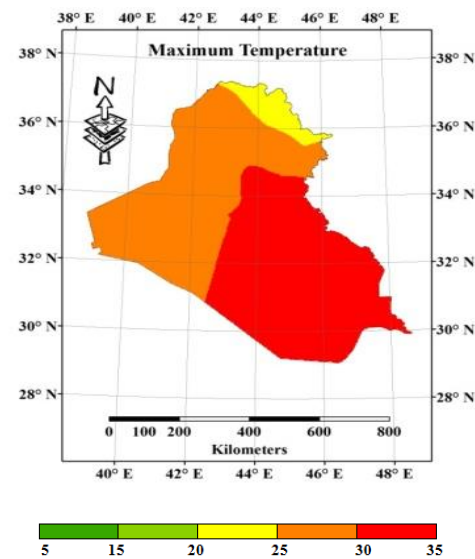 38° E 40° E 42° E 44° E 46° E 48° E
Maximum Temperature
38° N 38° N
N
36° N 36° N
34° N 34° N
32° N 32° N
30° N 30° N
28° N 28° N
0 100 200 400 600 800
Kilometers
40° E 42° E 44° E 46° E 48° E
5 15 20 25 30 35